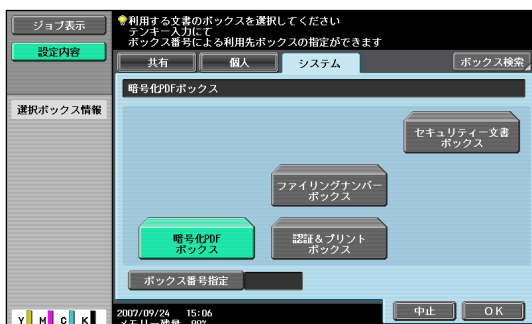 ジョブ表示
設定内容
選択ボックス情報
利用する文書のボックスを選択してください
テンキー入力にて
ボックス番号による利用先ボックスの指定ができます
共有
個人
システム
ボックス検索
暗号化PDFボックス
セキュリティー文書
ボックス
ファイリングナンバー
ボックス
暗号化PDF
ボックス
認証&プリント
ボックス
ボックス番号指定
中止
OK
Y M C K
2007/09/24 15:06
メモリー残量 99%